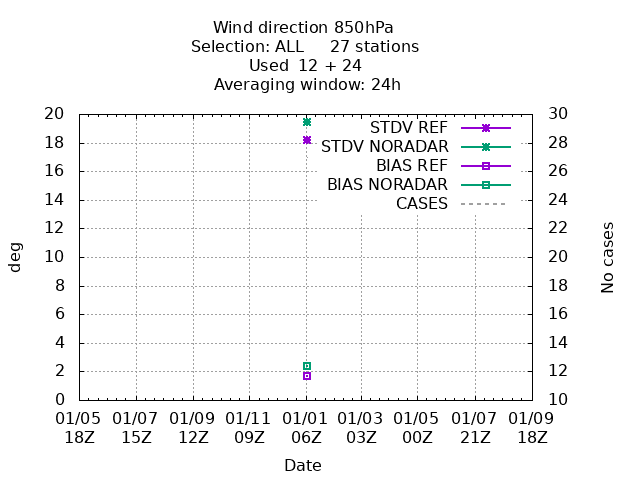 Wind direction 850hPa
Selection: ALL 27 stations
Used 12 + 24
Averaging window: 24h
20 30
18 28
16 26
14 24
12 22
10 20
8 18
6 16
4 14
2 12
0 10
STDV REF
STDV NORADAR
BIAS REF
BIAS NORADAR
CASES
deg
No cases
01/05 01/07 01/09 01/11 01/01 01/03 01/05 01/07 01/09
18Z 15Z 12Z 09Z 06Z 03Z 00Z 21Z 18Z
Date